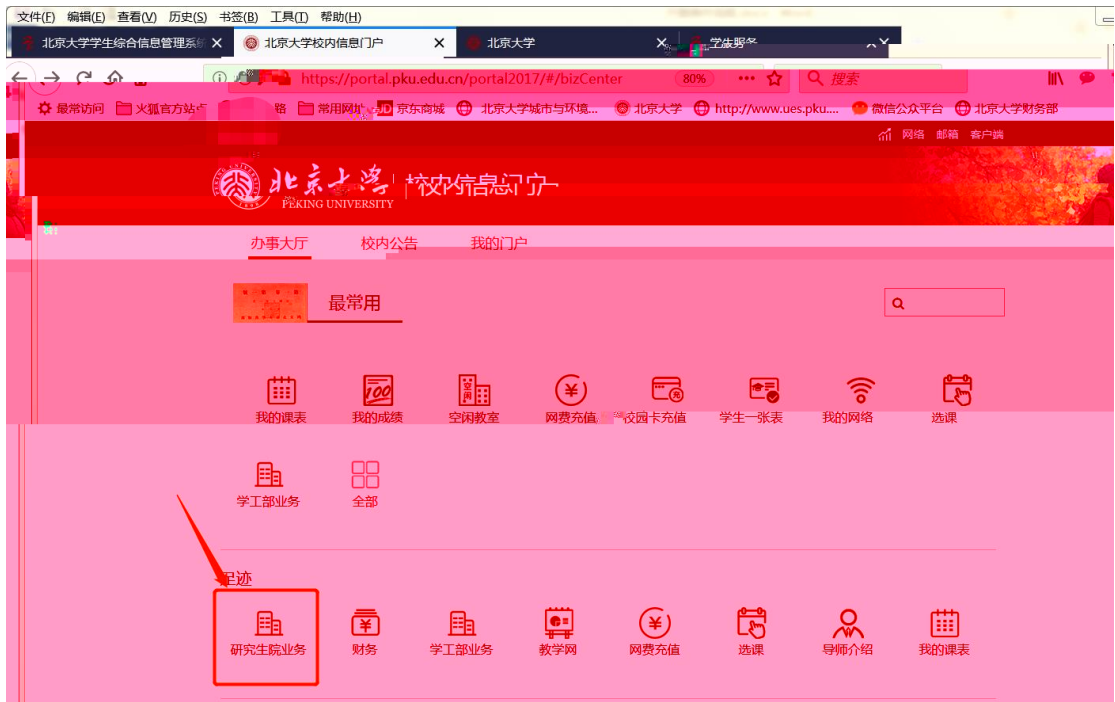 文件(F) 编辑(E) 查看(V) 历史(S) 书签(B) 工具(T) 帮助(H)
北京大学学生综合信息管理系统 北京大学校内信息门户 北京大学
https://portal.pku.edu.cn/portal2017/#/bizCenter 80% 搜索
最常访问 火狐官方站点 常用网址 JD 京东商城 北京大学城市与环境... 北京大学 http://www.ues.pku.... 微信公众平台 北京大学财务部
网络 邮箱 客户端
北京大学 校内信息门户
PEKING UNIVERSITY
办事大厅 校内公告 我的门户
最常用
我的课表 我的成绩 空闲教室 网费充值 校园卡充值 学生一张表 我的网络 选课
学工部业务 全部
足迹
研究生院业务 财务 学工部业务 教学网 网费充值 选课 导师介绍 我的课表